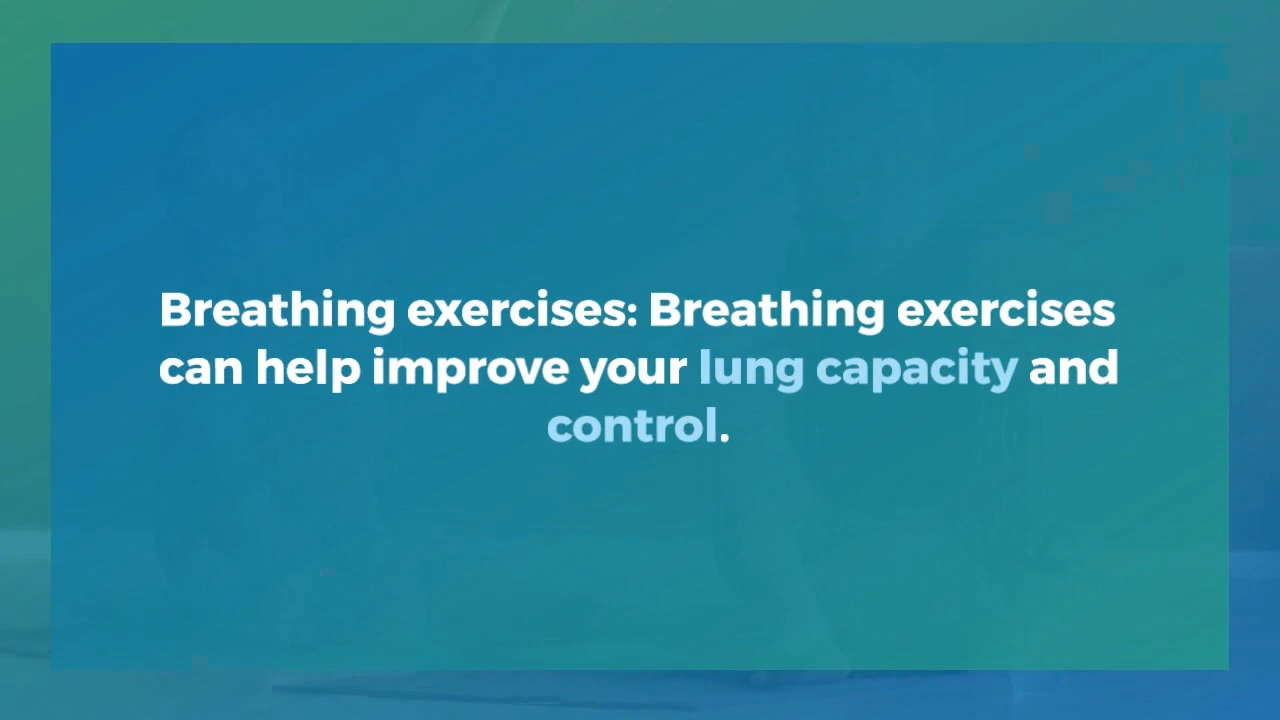 Breathing exercises: Breathing exercises
can help improve your lung capacity and
control.